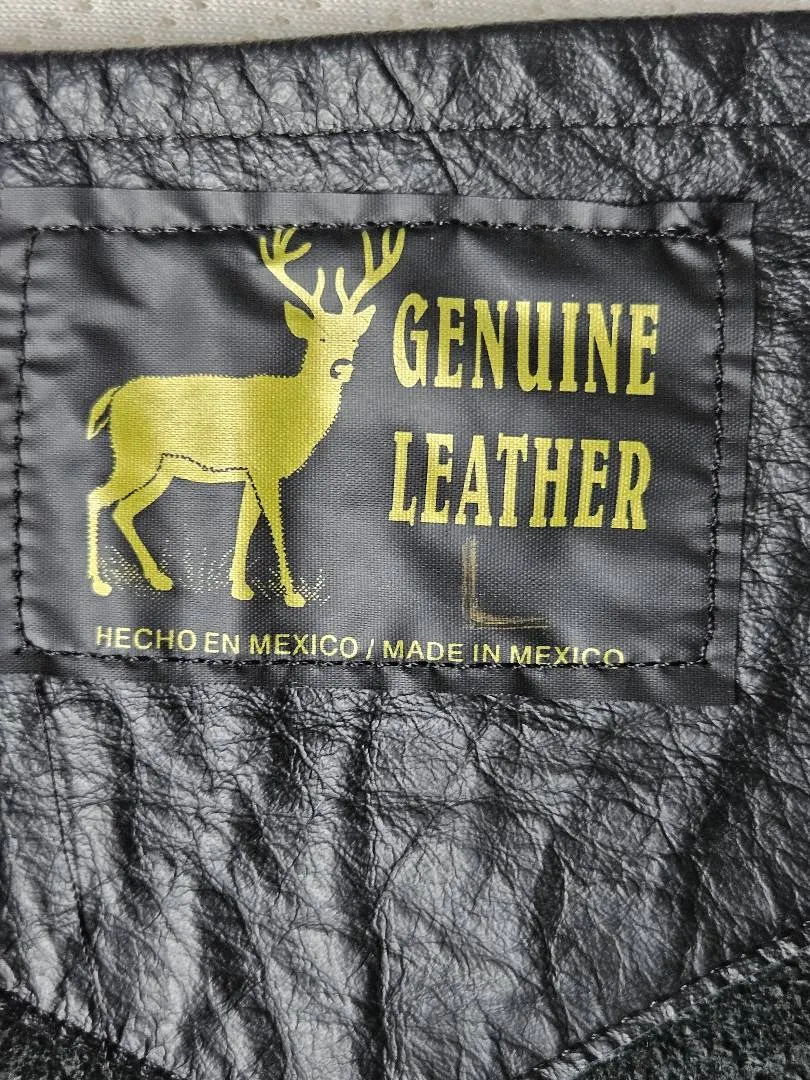 GENUINE
LEATHER
L
HECHO EN MEXICO / MADE IN MEXICO